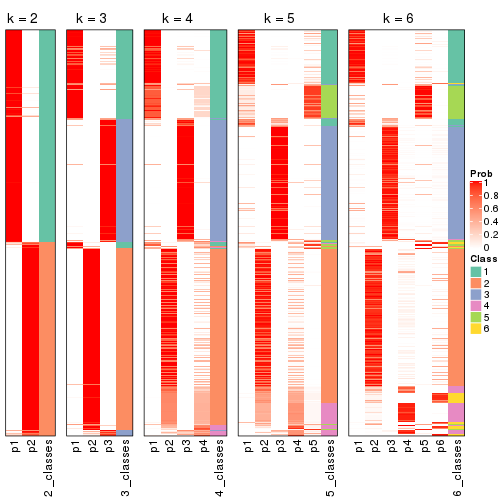 k = 2
k = 3
k = 4
k = 5
k = 6
Prob
1
0.8
0.6
0.4
0.2
0
Class
1
2
3
4
5
6
p1
p2
2_classes
p1
p2
p3
3_classes
p1
p2
p3
p4
4_classes
p1
p2
p3
p4
p5
5_classes
p1
p2
p3
p4
p5
p6
6_classes